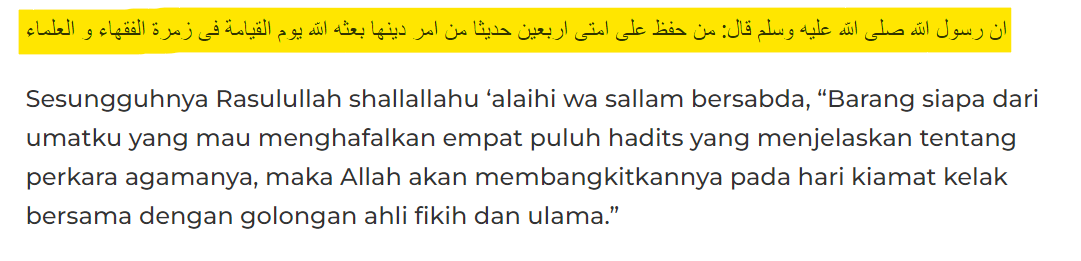 ان رسول الله صلى الله عليه وسلم قال: من حفظ على امتى اربعين حديثا من امر دينها بعثه الله يوم القيامة فى زمرة الفقهاء و العلماء
Sesungguhnya Rasulullah shallallahu ‘alaihi wa sallam bersabda, “Barang siapa dari
umatku yang mau menghafalkan empat puluh hadits yang menjelaskan tentang
perkara agamanya, maka Allah akan membangkitkannya pada hari kiamat kelak
bersama dengan golongan ahli fikih dan ulama.”